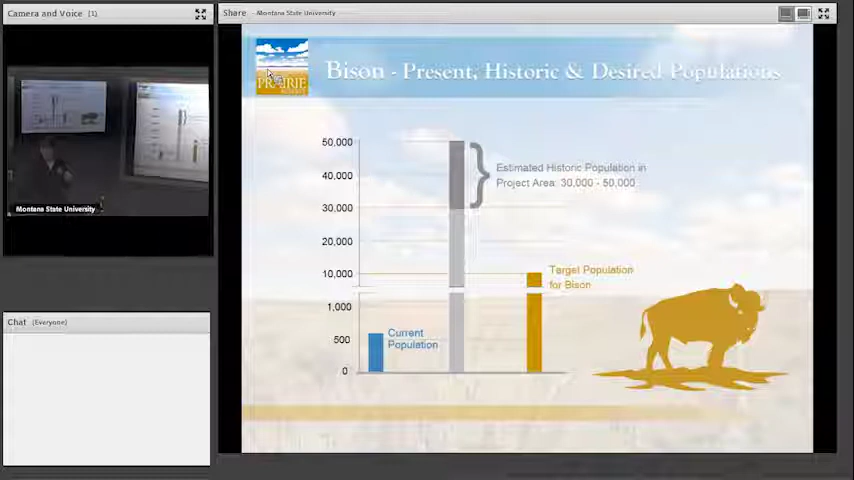 Camera and Voice (1)
Share - Montana State University
PRAIRIE
Bison - Present, Historic & Desired Populations
50,000
40,000
30,000
20,000
10,000
1,000
500
0
Estimated Historic Population in
Project Area: 30,000 - 50,000
Target Population
for Bison
Current
Population
Montana State University
Chat (Everyone)